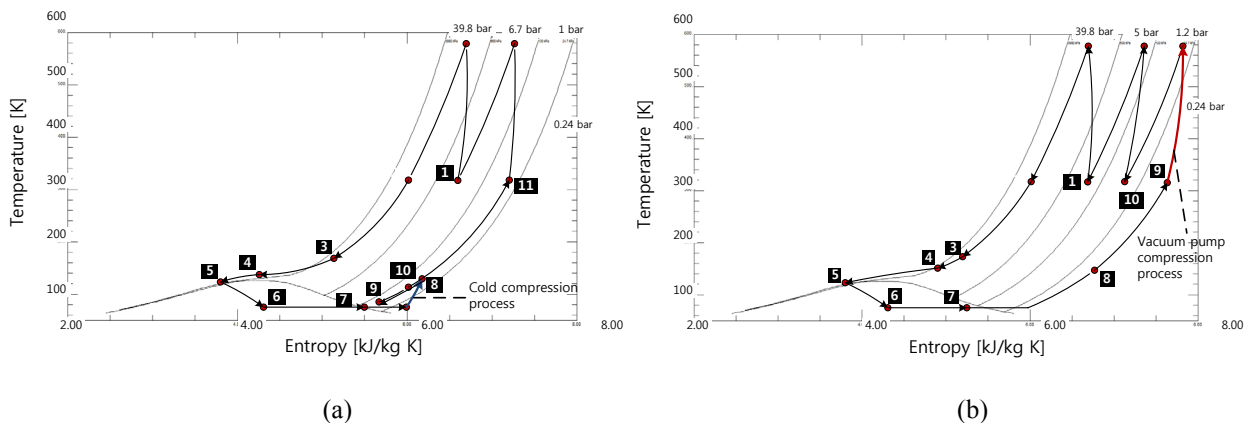 600
500
400
300
200
100
2.00
4.00
6.00
8.00
Temperature [K]
Entropy [kJ/kg K]
39.8 bar
6.7 bar
1 bar
0.24 bar
1
11
3
4
5
6
7
9
10
8
Cold compression
process
(a)
600
500
400
300
200
100
2.00
4.00
6.00
8.00
Temperature [K]
Entropy [kJ/kg K]
39.8 bar
5 bar
1.2 bar
0.24 bar
1
10
9
3
4
5
6
7
8
Vacuum pump
compression
process
(b)